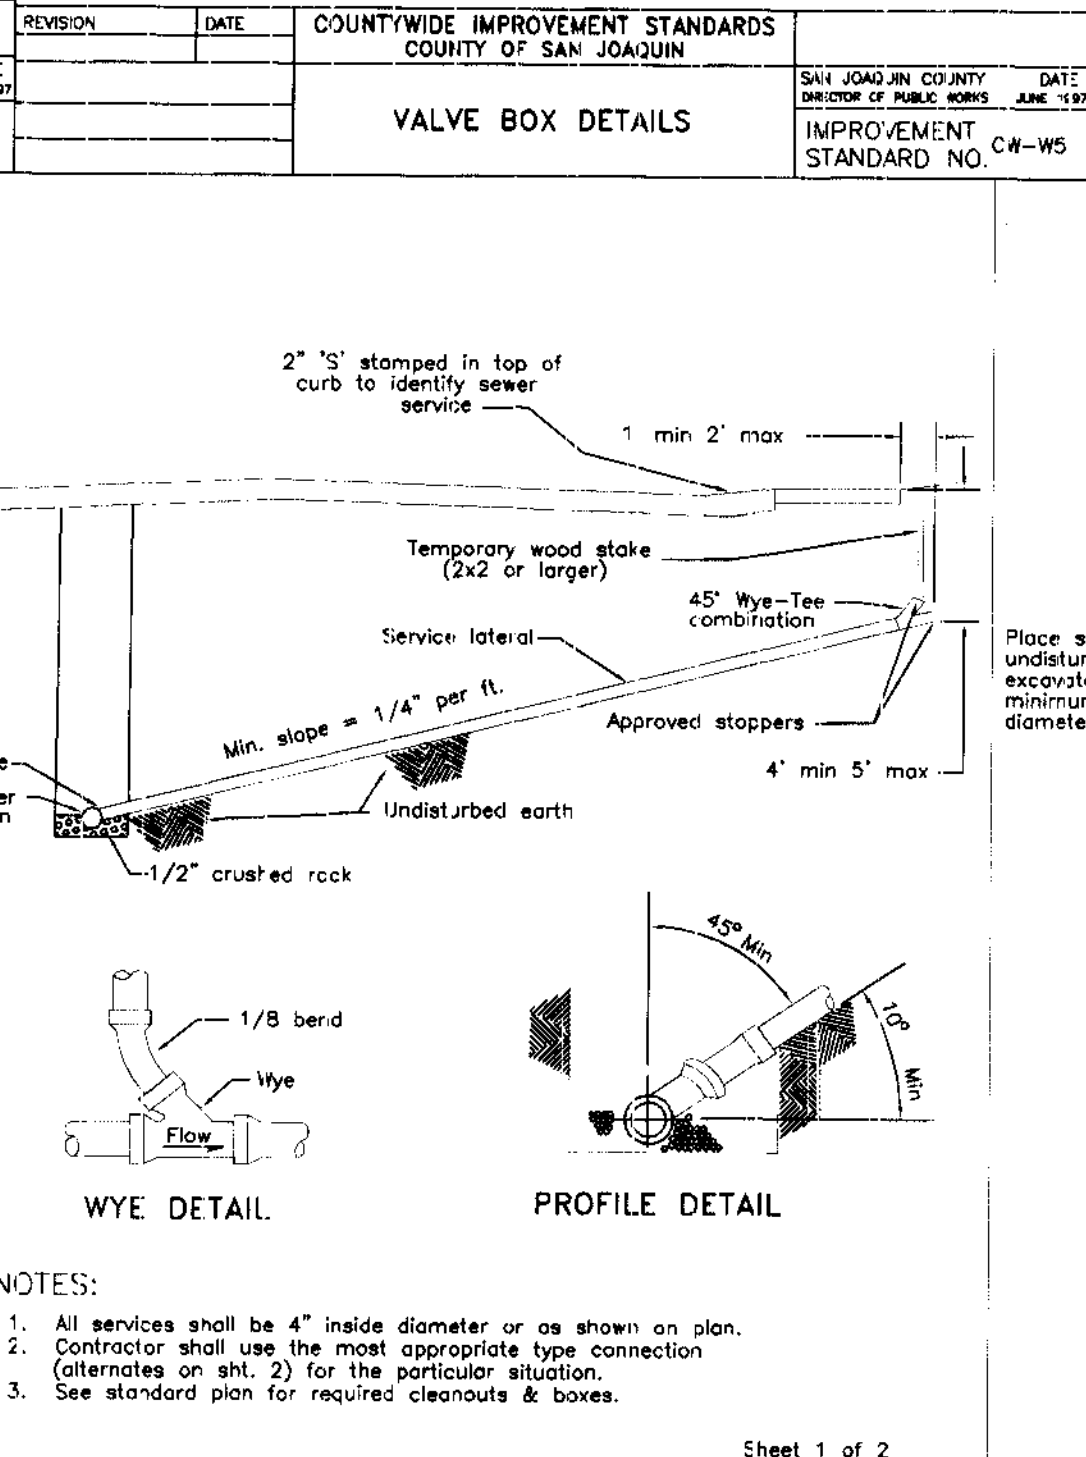 REVISION
DATE
COUNTYWIDE IMPROVEMENT STANDARDS
COUNTY OF SAN JOAQUIN
VALVE BOX DETAILS
SAN JOAQUIN COUNTY
DIRECTOR OF PUBLIC WORKS
DATE
JUNE 1997
IMPROVEMENT
STANDARD NO. CW-W5
2" 'S' stamped in top of
curb to identify sewer
service
1 min 2' max
Temporary wood stake
(2x2 or larger)
45° Wye-Tee
combination
Service lateral
Place
Min. slope = 1/4" per ft.
Approved stoppers
4' min 5' max
Undisturbed earth
1/2" crushed rock
45° Min
10°
Min
1/8 bend
Wye
Flow
WYE DETAIL
PROFILE DETAIL
NOTES:
1. All services shall be 4" inside diameter or as shown on plan.
2. Contractor shall use the most appropriate type connection
(alternates on sht. 2) for the particular situation.
3. See standard plan for required cleanouts & boxes.
Sheet 1 of 2